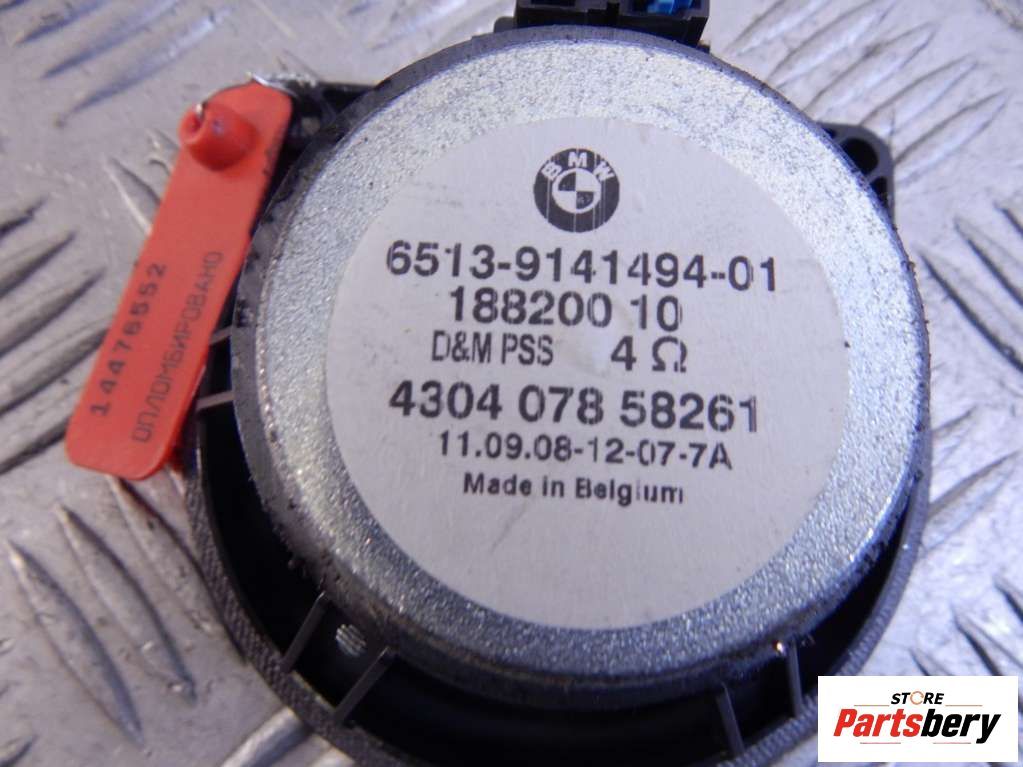 BMW
6513-9141494-01
188200 10
D&M PSS 4 Ω
4304 078 58261
11.09.08-12-07-7A
Made in Belgium
14476552
ОПЛОМБИРОВАНО
STORE
Partsbery